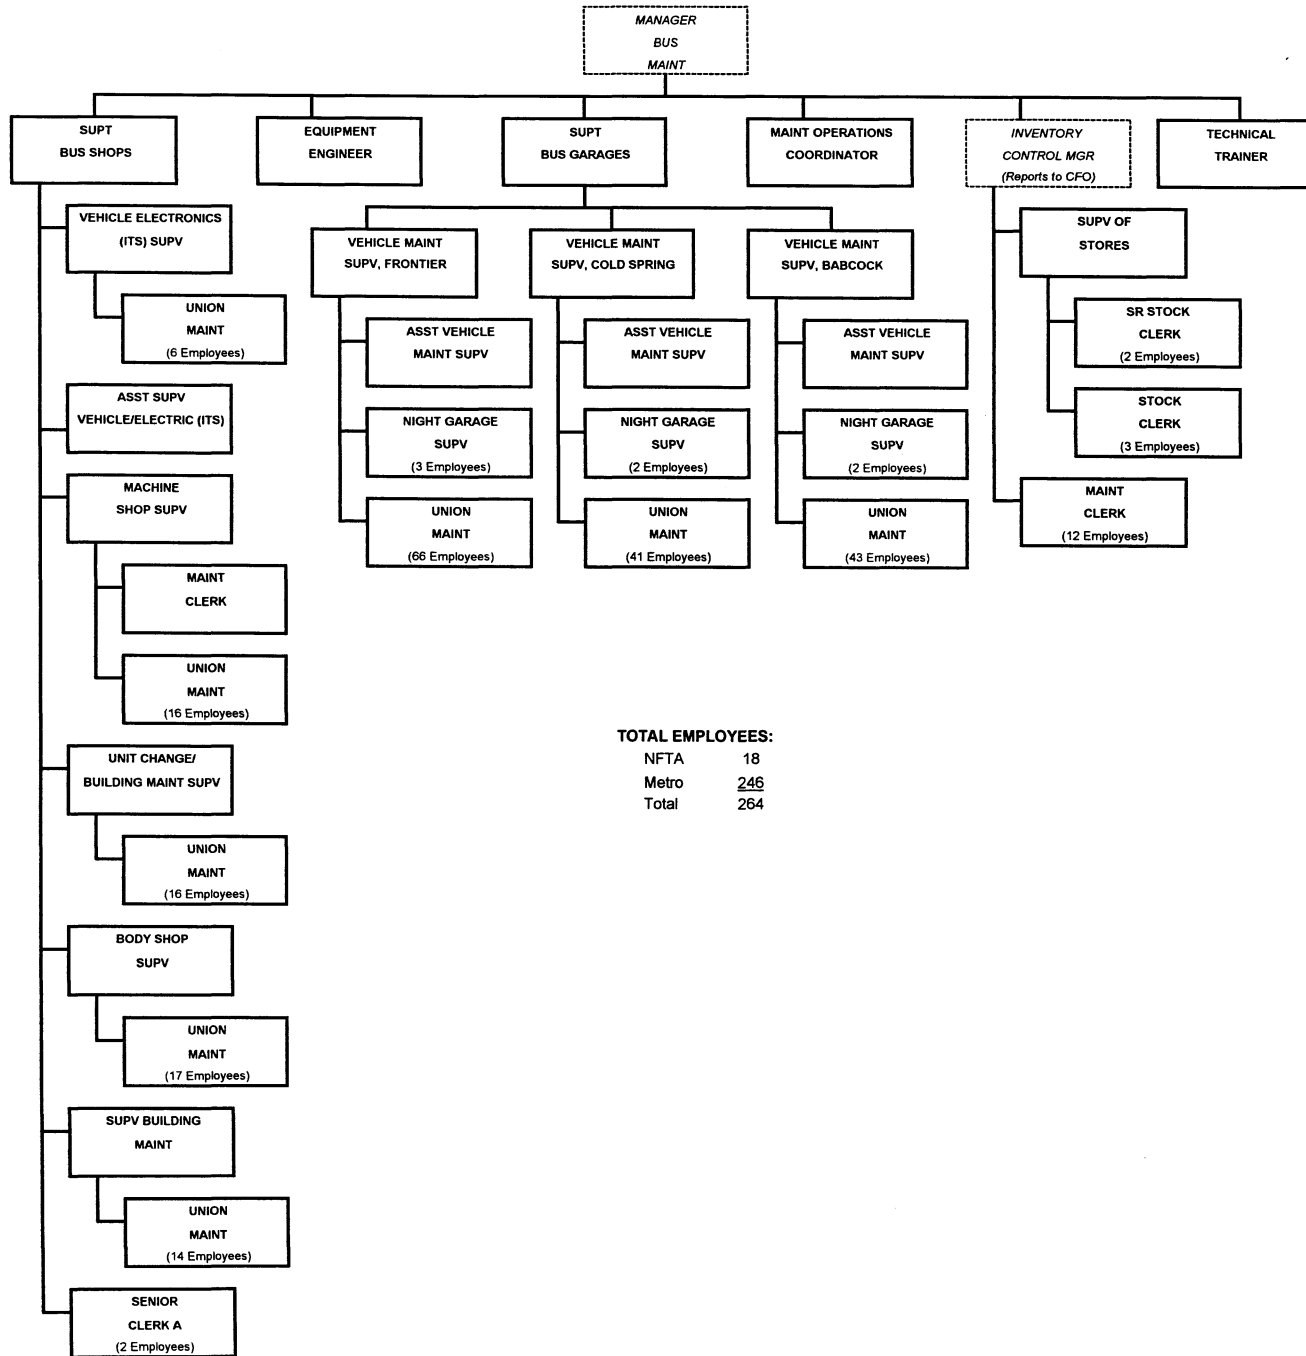 MANAGER
BUS
MAINT
SUPT
BUS SHOPS
EQUIPMENT
ENGINEER
SUPT
BUS GARAGES
MAINT OPERATIONS
COORDINATOR
INVENTORY
CONTROL MGR
(Reports to CFO)
TECHNICAL
TRAINER
VEHICLE ELECTRONICS
(ITS) SUPV
UNION
MAINT
(6 Employees)
ASST SUPV
VEHICLE/ELECTRIC (ITS)
MACHINE
SHOP SUPV
MAINT
CLERK
UNION
MAINT
(16 Employees)
UNIT CHANGE/
BUILDING MAINT SUPV
UNION
MAINT
(16 Employees)
BODY SHOP
SUPV
UNION
MAINT
(17 Employees)
SUPV BUILDING
MAINT
UNION
MAINT
(14 Employees)
SENIOR
CLERK A
(2 Employees)
VEHICLE MAINT
SUPV, FRONTIER
ASST VEHICLE
MAINT SUPV
NIGHT GARAGE
SUPV
(3 Employees)
UNION
MAINT
(66 Employees)
VEHICLE MAINT
SUPV, COLD SPRING
ASST VEHICLE
MAINT SUPV
NIGHT GARAGE
SUPV
(2 Employees)
UNION
MAINT
(41 Employees)
VEHICLE MAINT
SUPV, BABCOCK
ASST VEHICLE
MAINT SUPV
NIGHT GARAGE
SUPV
(2 Employees)
UNION
MAINT
(43 Employees)
SUPV OF
STORES
SR STOCK
CLERK
(2 Employees)
STOCK
CLERK
(3 Employees)
MAINT
CLERK
(12 Employees)
TOTAL EMPLOYEES:
NFTA 18
Metro 246
Total 264